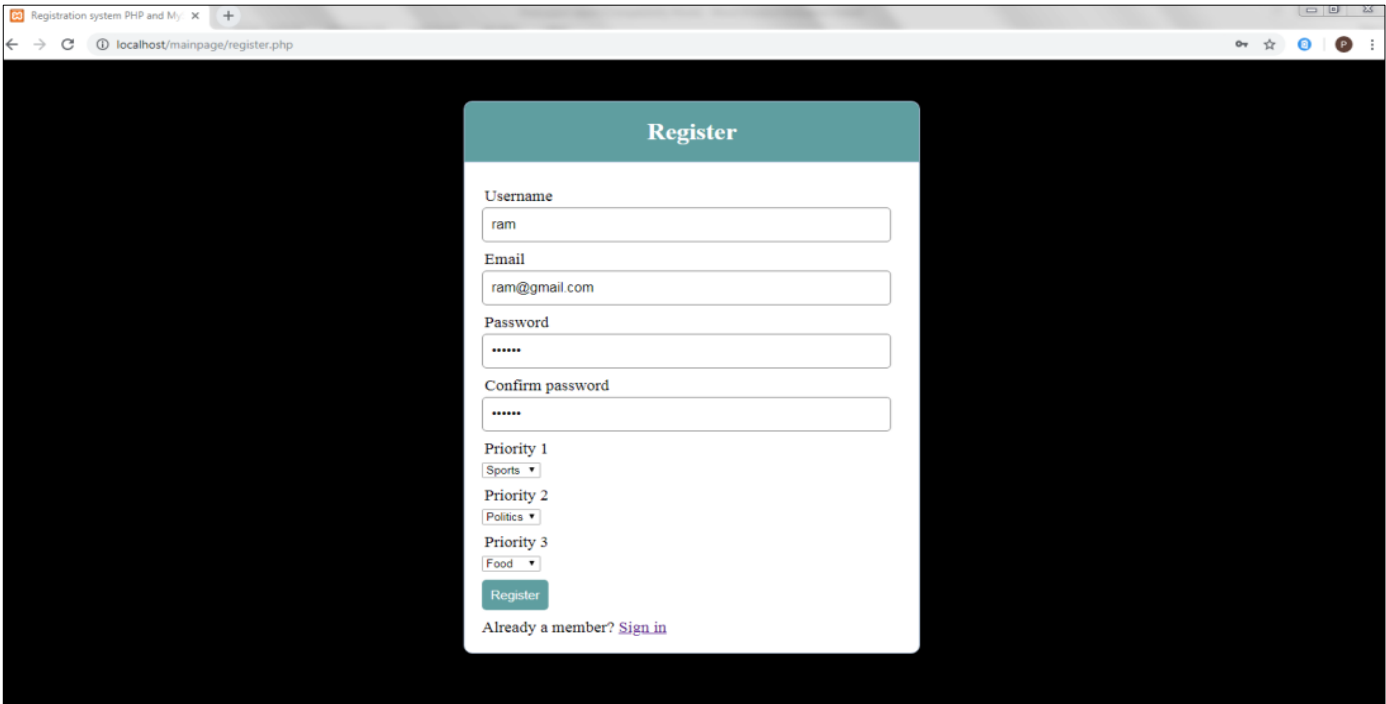 Registration system PHP and My
localhost/mainpage/register.php
P
Register
Username
ram
Email
ram@gmail.com
Password
••••••
Confirm password
••••••
Priority 1
Sports
Priority 2
Politics
Priority 3
Food
Register
Already a member? Sign in